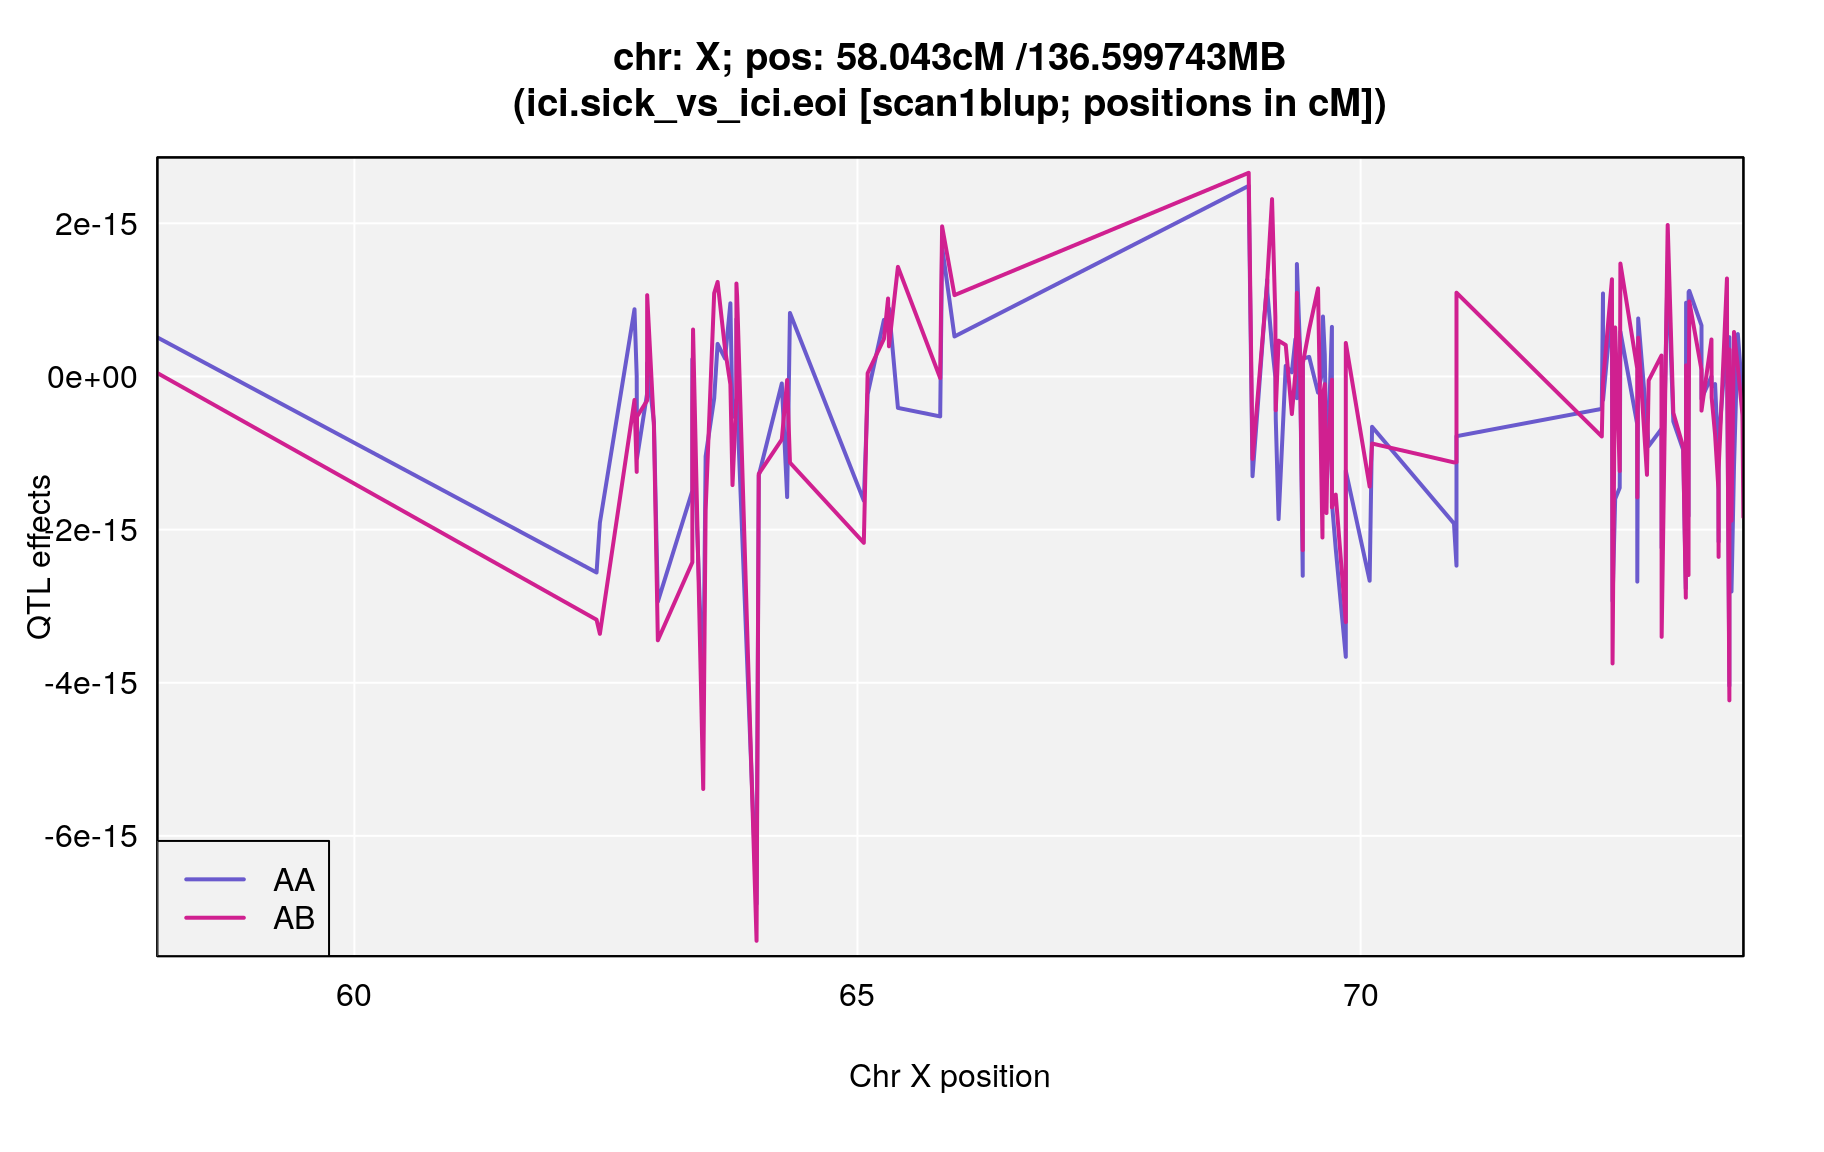 chr: X; pos: 58.043cM /136.599743MB
(ici.sick_vs_ici.eoi [scan1blup; positions in cM])
QTL effects
2e-15
0e+00
-2e-15
-4e-15
-6e-15
AA
AB
60
65
70
Chr X position